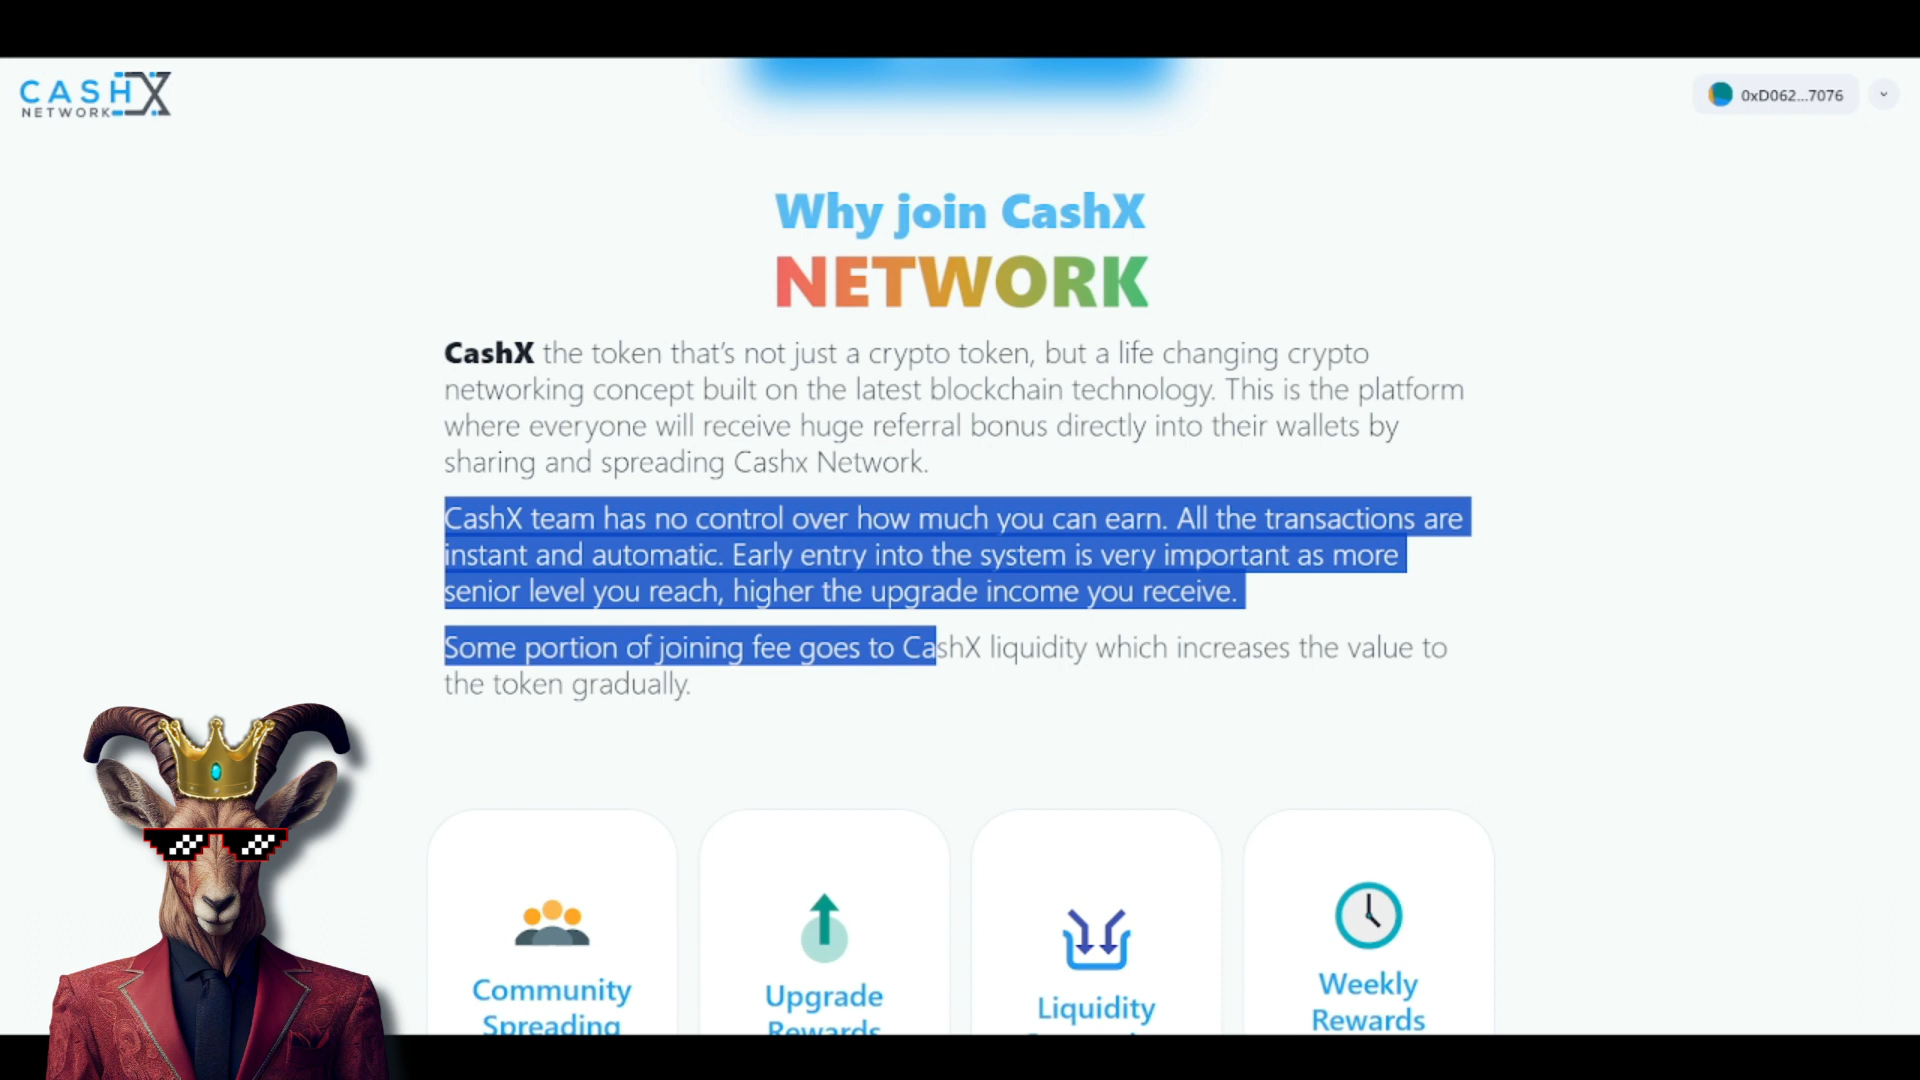 CASHX
NETWORK
0xD062...7076
Why join CashX
NETWORK
CashX the token that's not just a crypto token, but a life changing crypto
networking concept built on the latest blockchain technology. This is the platform
where everyone will receive huge referral bonus directly into their wallets by
sharing and spreading Cashx Network.
CashX team has no control over how much you can earn. All the transactions are
instant and automatic. Early entry into the system is very important as more
senior level you reach, higher the upgrade income you receive.
Some portion of joining fee goes to CashX liquidity which increases the value to
the token gradually.
Community
Spreading
Upgrade
Rewards
Liquidity
Weekly
Rewards